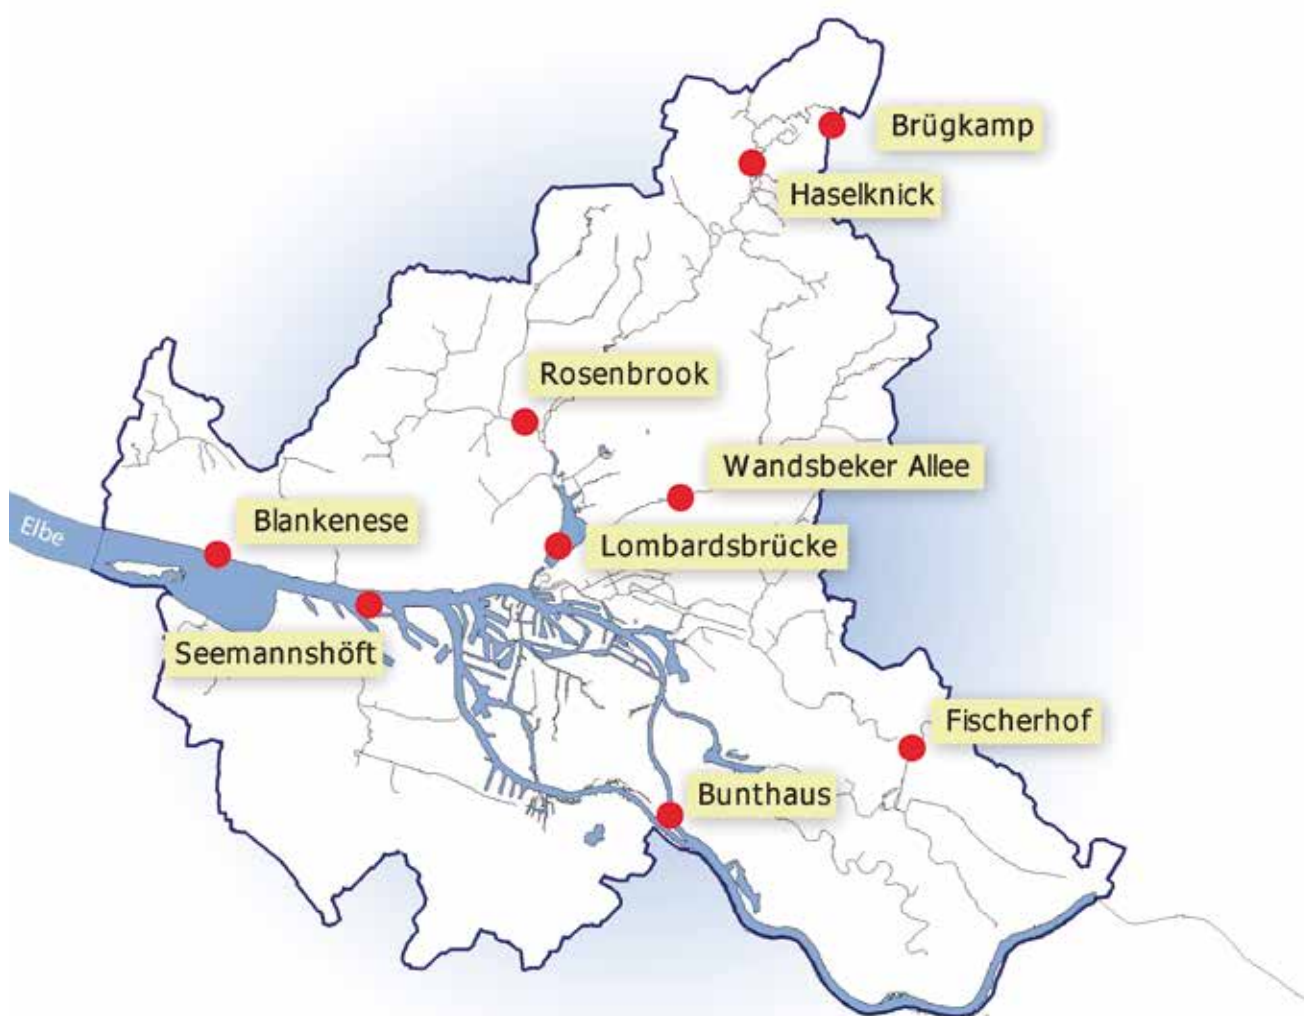 Brügkamp
Haselknick
Rosenbrook
Wandsbeker Allee
Blankenese
Elbe
Lombardsbrücke
Seemannshöft
Fischerhof
Bunthaus